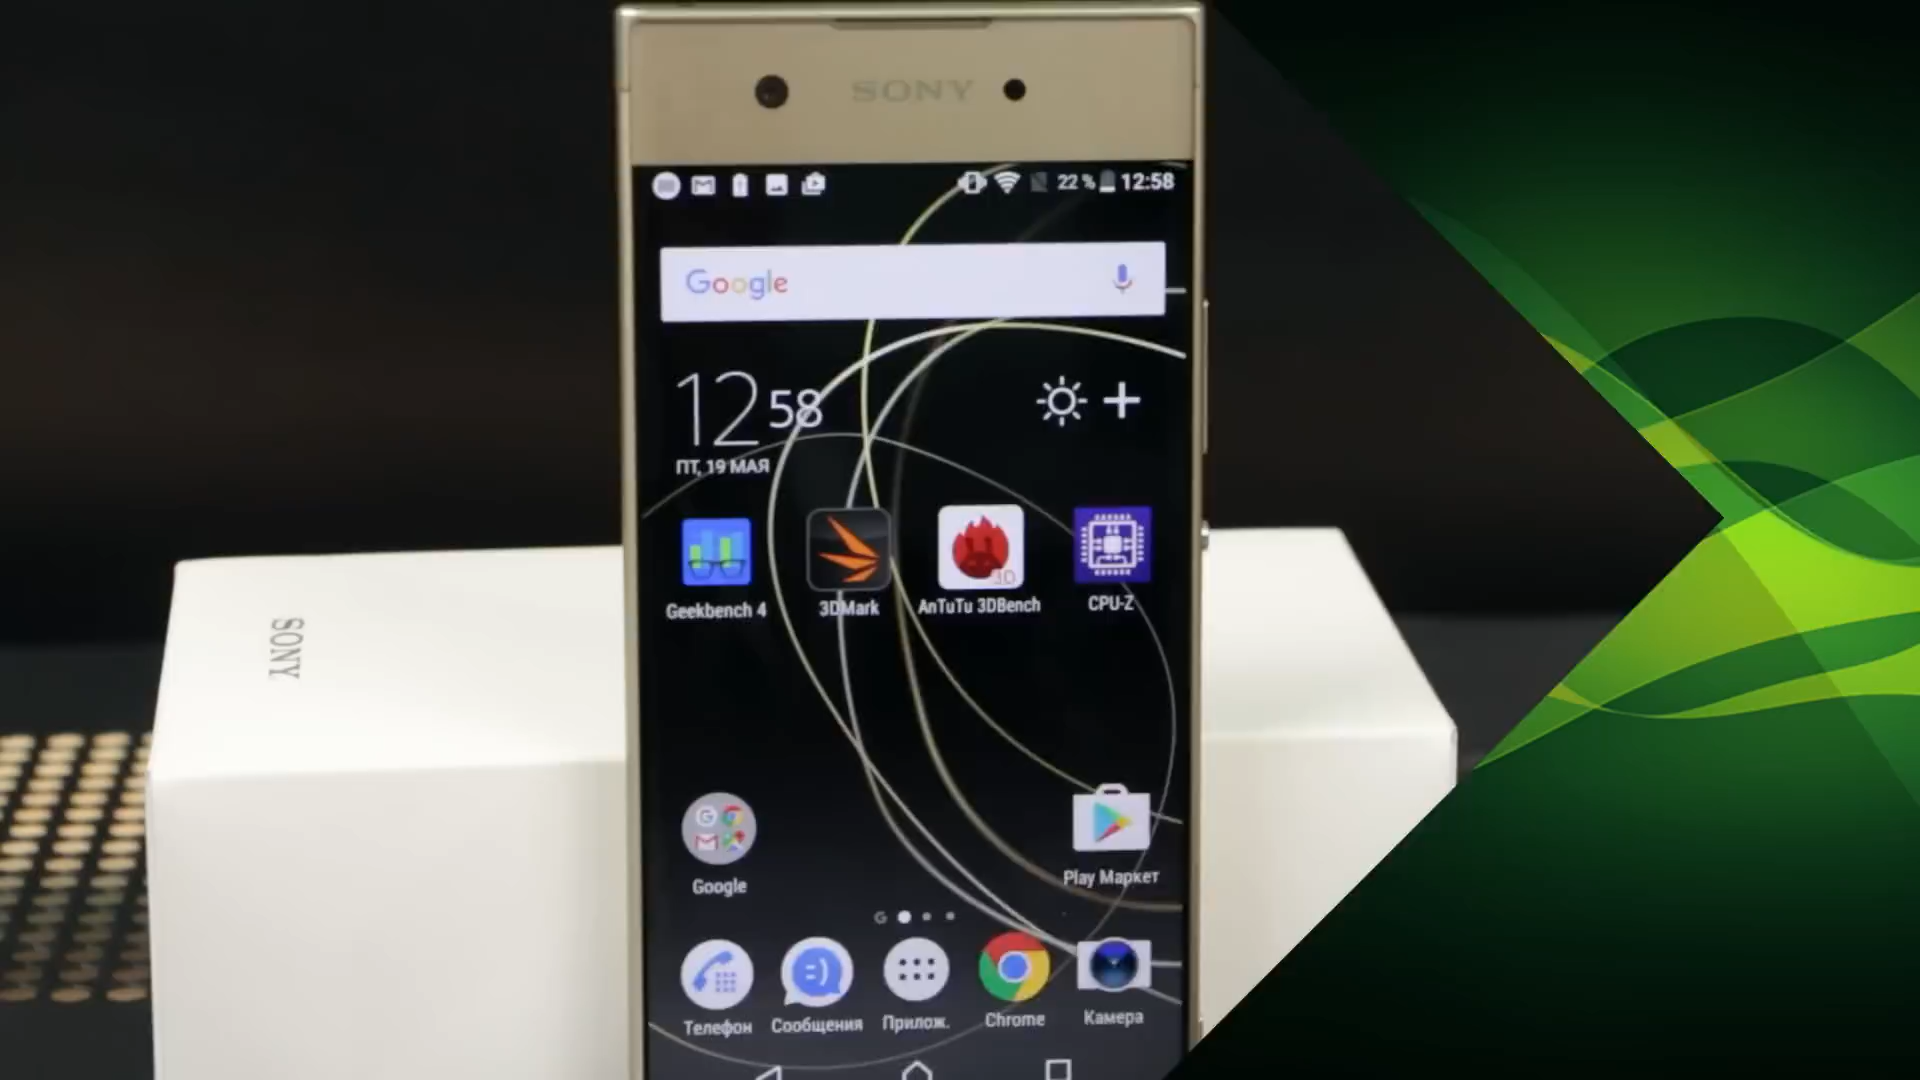 SONY
22 % 12:58
Google
12 58
ПТ, 19 МАЯ
Geekbench 4
3DMark
AnTuTu 3DBench
CPU-Z
SONY
Google
Play Маркет
G
Телефон
Сообщения
Прилож.
Chrome
Камера